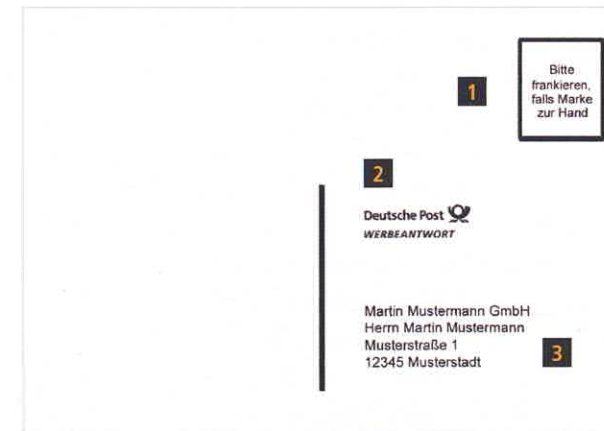 Bitte
frankieren,
falls Marke
zur Hand
1
2
Deutsche Post
WERBEANTWORT
Martin Mustermann GmbH
Herrn Martin Mustermann
Musterstraße 1
12345 Musterstadt
3